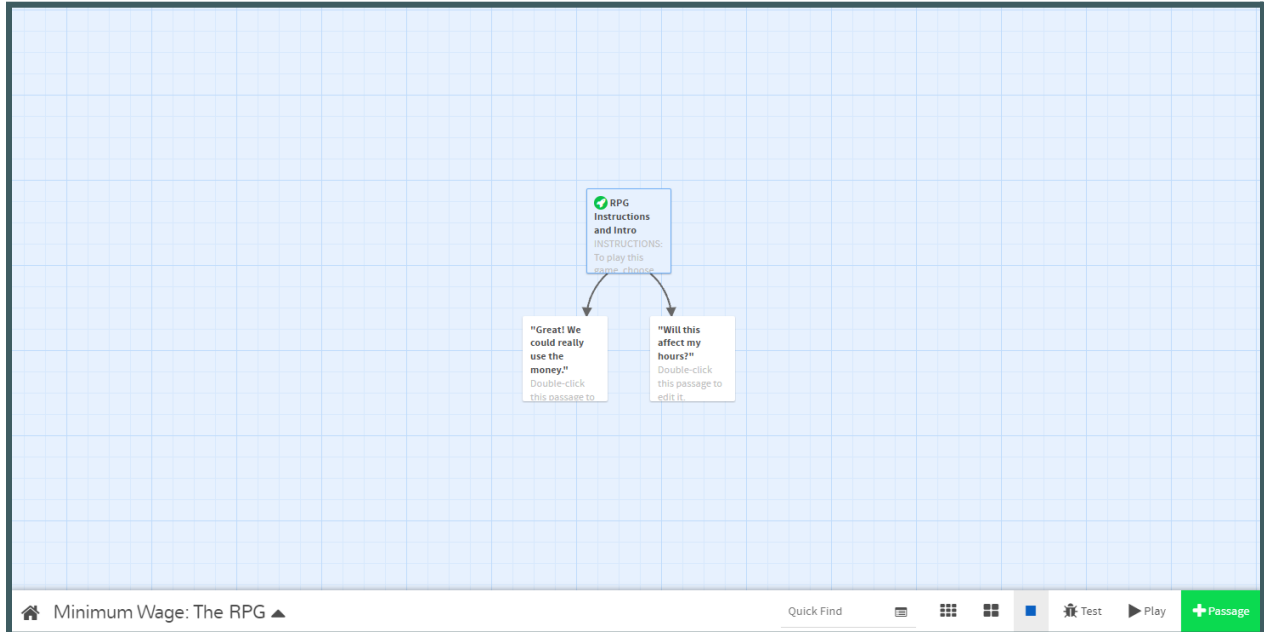 RPG
Instructions
and Intro
INSTRUCTIONS:
To play this
game, choose
"Great! We
could really
use the
money."
Double-click
this passage to
"Will this
affect my
hours?"
Double-click
this passage to
edit it.
Minimum Wage: The RPG
Quick Find
Test
Play
Passage